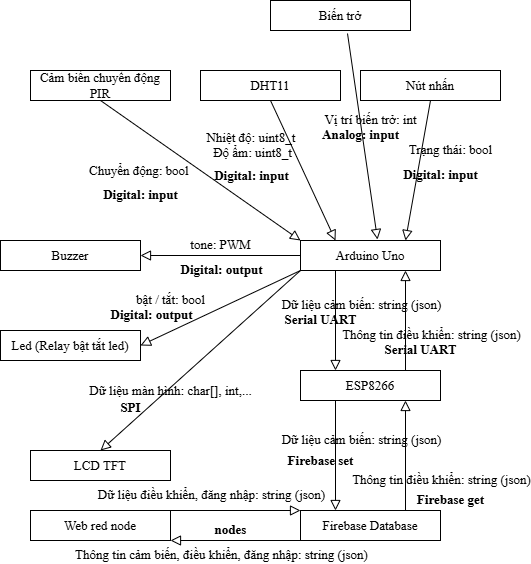 Biến trở
Cảm biến chuyên động
PIR
DHT11
Nút nhấn
Vị trí biến trở: int
Analog: input
Nhiệt độ: uint8_t
Độ ẩm: uint8_t
Digital: input
Trạng thái: bool
Digital: input
Chuyển động: bool
Digital: input
tone: PWM
Buzzer
Arduino Uno
Digital: output
bật / tắt: bool
Digital: output
Dữ liệu cảm biến: string (json)
Serial UART
Thông tin điều khiển: string (json)
Serial UART
Led (Relay bật tắt led)
ESP8266
Dữ liệu màn hình: char[], int,...
SPI
Dữ liệu cảm biến: string (json)
Firebase set
LCD TFT
Thông tin điều khiển: string (json)
Firebase get
Dữ liệu điều khiển, đăng nhập: string (json)
Web red node
nodes
Firebase Database
Thông tin cảm biến, điều khiển, đăng nhập: string (json)